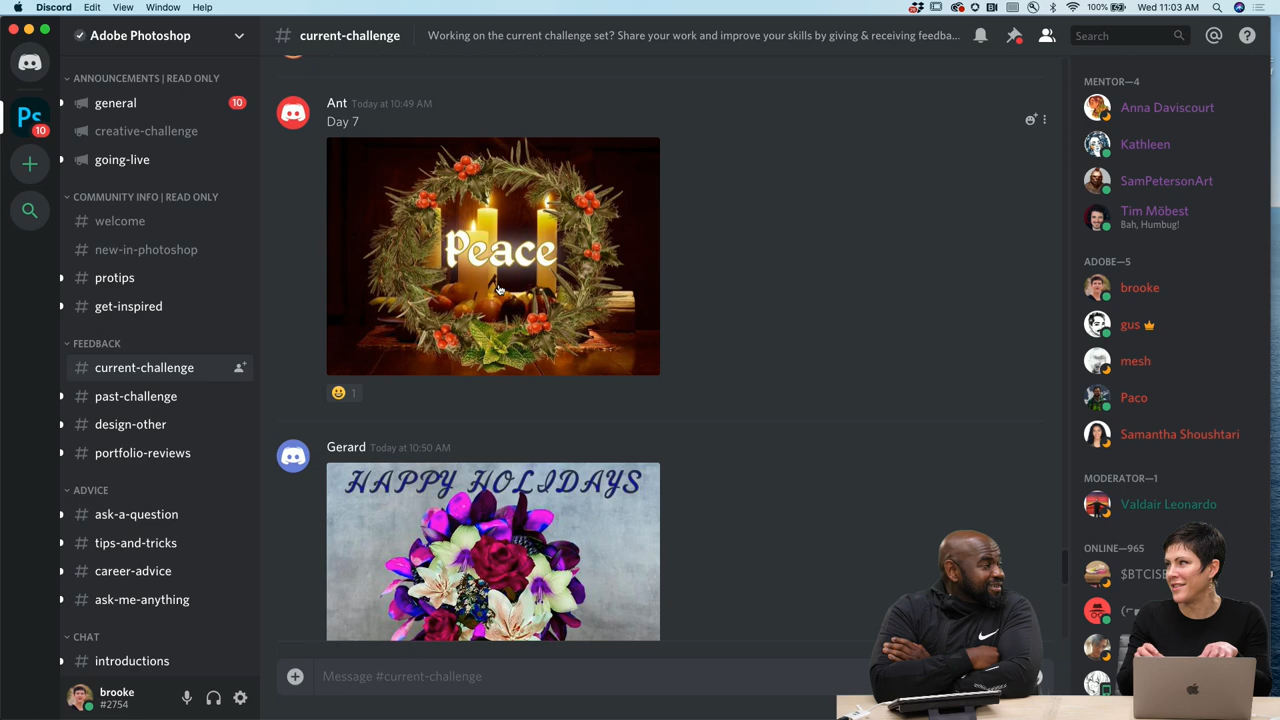 Discord Edit View Window Help
100% Wed 11:03 AM
Adobe Photoshop
current-challenge
Working on the current challenge set? Share your work and improve your skills by giving & receiving feedba...
Search
ANNOUNCEMENTS | READ ONLY
general
10
creative-challenge
going-live
COMMUNITY INFO | READ ONLY
# welcome
# new-in-photoshop
# protips
# get-inspired
FEEDBACK
# current-challenge
# past-challenge
# design-other
# portfolio-reviews
ADVICE
# ask-a-question
# tips-and-tricks
# career-advice
# ask-me-anything
CHAT
# introductions
brooke
#2754
Ps
10
Ant Today at 10:49 AM
Day 7
Peace
1
Gerard Today at 10:50 AM
HAPPY HOLIDAYS
Message #current-challenge
MENTOR—4
Anna Daviscourt
Kathleen
SamPetersonArt
Tim Möbest
Bah, Humbug!
ADOBE—5
brooke
gus
mesh
Paco
Samantha Shoushtari
MODERATOR—1
Valdair Leonardo
ONLINE—965